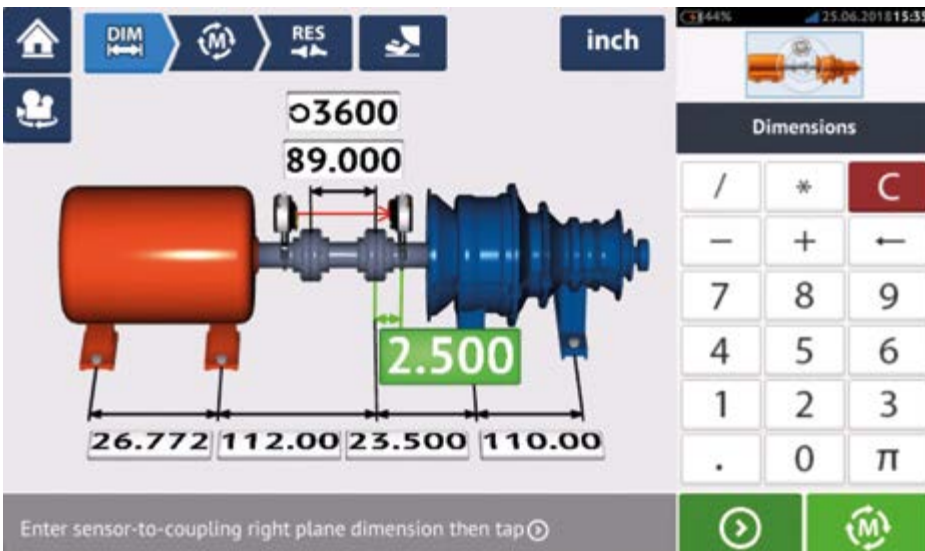 DIM
M
RES
inch
44%
25.06.2018 15:35
3600
89.000
Dimensions
/ * C
− + ←
7 8 9
2.500
4 5 6
1 2 3
26.772 112.00 23.500 110.00
. 0 π
Enter sensor-to-coupling right plane dimension then tap
M